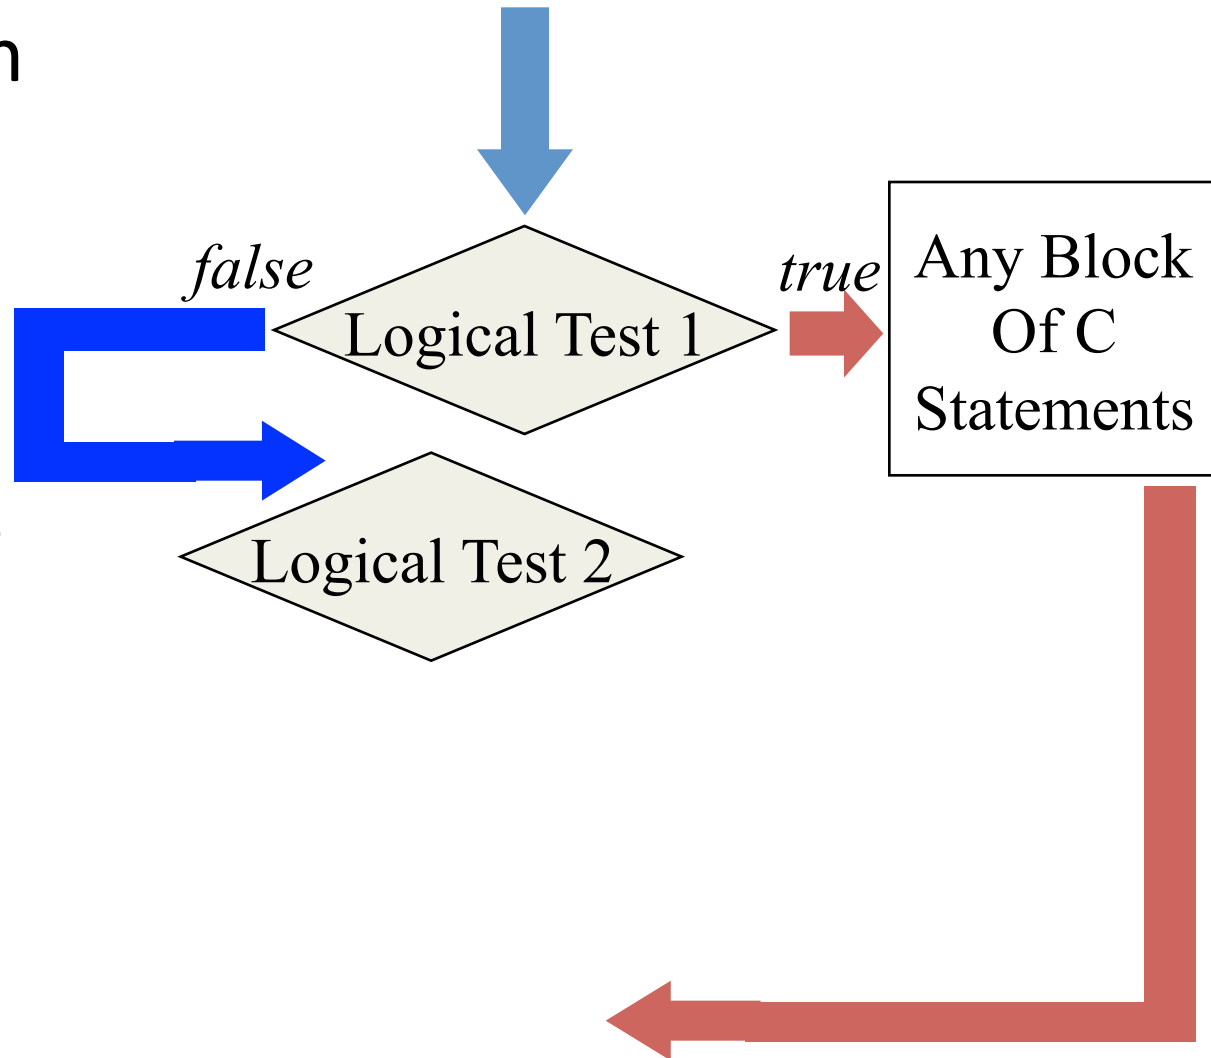 n
false
true
Logical Test 1
Any Block
Of C
Statements
Logical Test 2